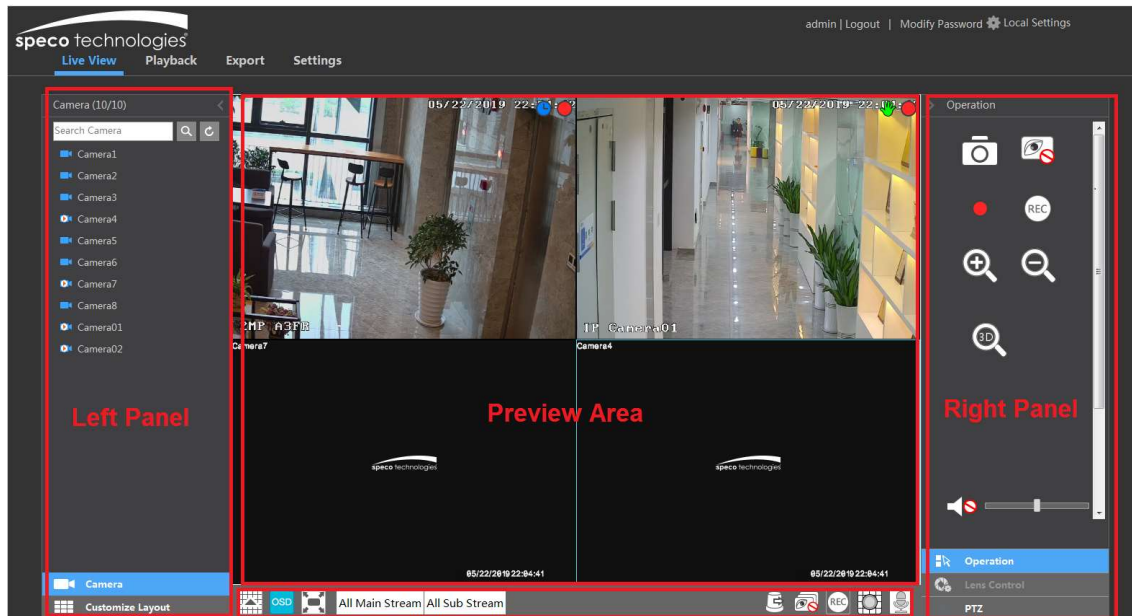 speco technologies
admin | Logout | Modify Password Local Settings
Live View Playback Export Settings
Camera (10/10)
Search Camera
Camera1
Camera2
Camera3
Camera4
Camera5
Camera6
Camera7
Camera8
Camera01
Camera02
Left Panel
Camera
Customize Layout
05/22/2019
2MP A3FB
05/22/2019
IP Camera01
Camera7
speco technologies
05/22/2019 22:04:41
Camera4
speco technologies
05/22/2019 22:04:41
Preview Area
OSD
All Main Stream All Sub Stream
REC
Operation
REC
3D
Right Panel
Operation
Lens Control
PTZ